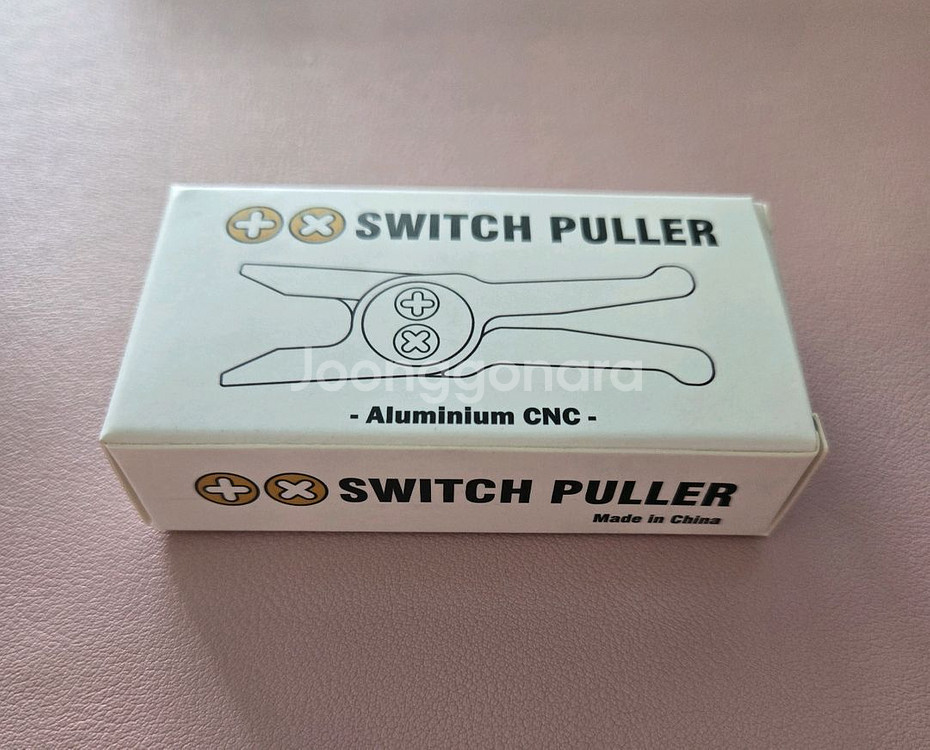 SWITCH PULLER
Joonggonara
- Aluminium CNC -
SWITCH PULLER
Made in China